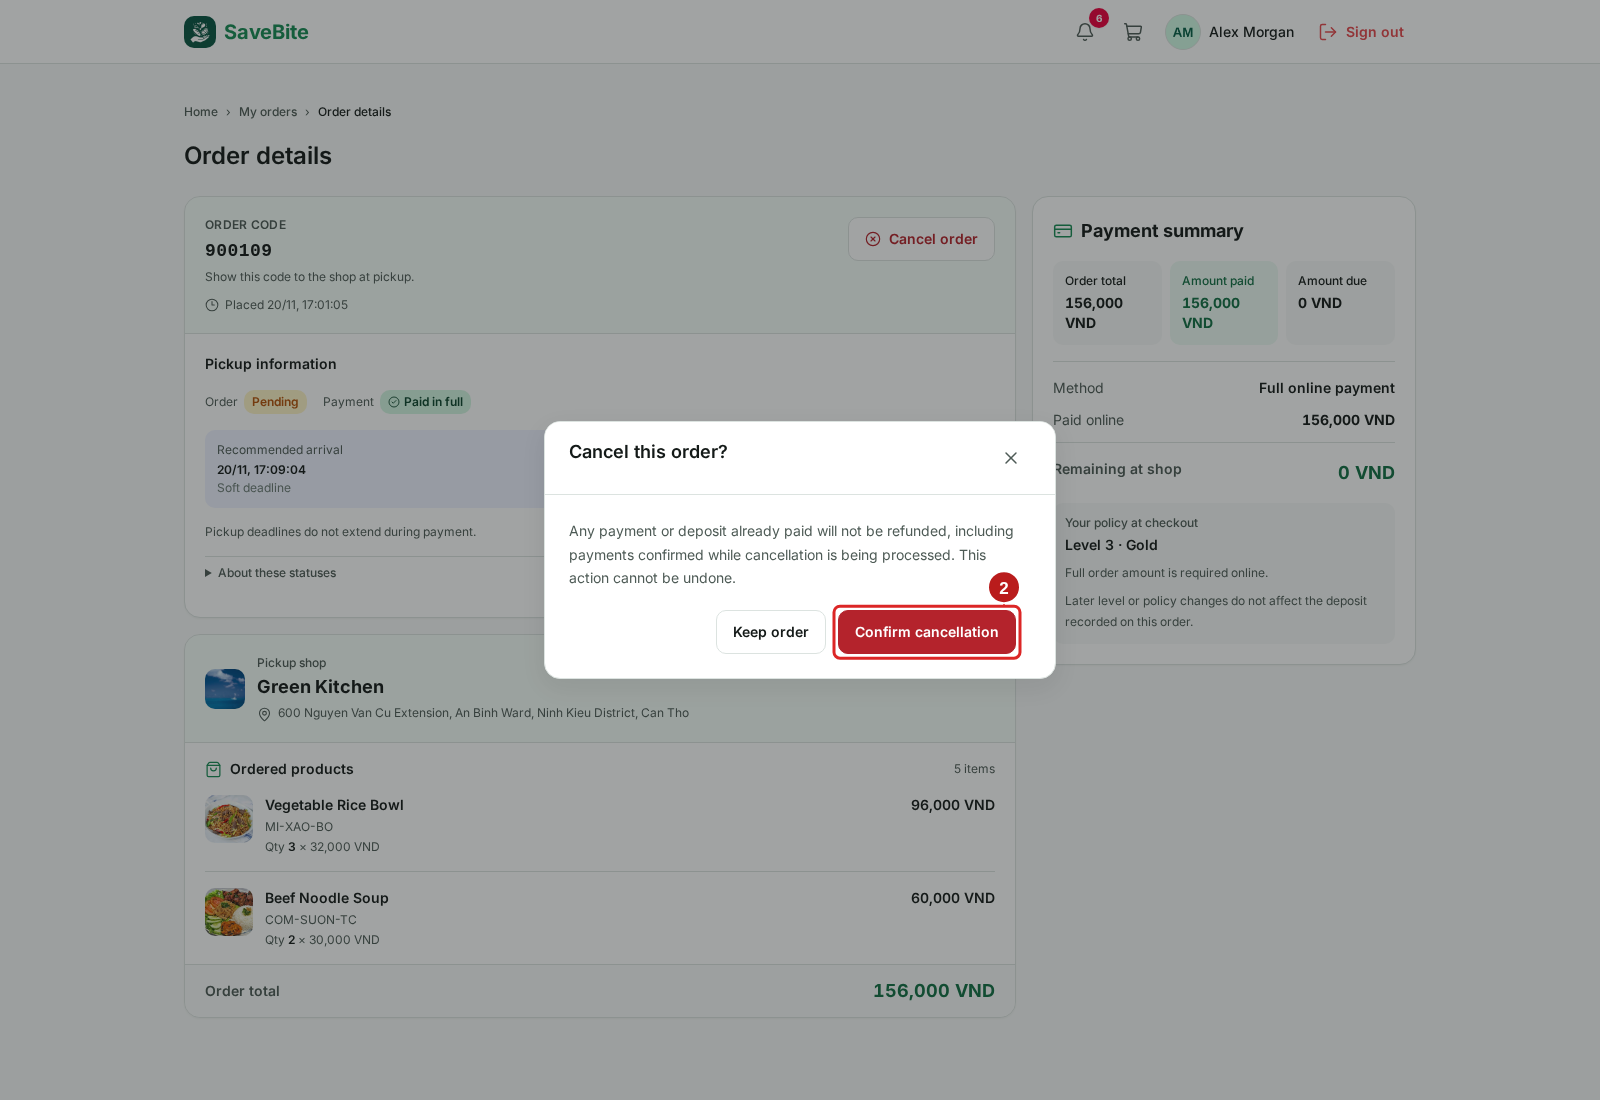 SaveBite
6
AM
Alex Morgan
Sign out
Home › My orders › Order details
Order details
ORDER CODE
900109
Show this code to the shop at pickup.
Placed 20/11, 17:01:05
Cancel order
Pickup information
Order Pending Payment Paid in full
Recommended arrival
20/11, 17:09:04
Soft deadline
Pickup deadlines do not extend during payment.
About these statuses
Payment summary
Order total
156,000
VND
Amount paid
156,000
VND
Amount due
0 VND
Method Full online payment
Paid online 156,000 VND
Remaining at shop 0 VND
Your policy at checkout
Level 3 · Gold
Full order amount is required online.
Later level or policy changes do not affect the deposit
recorded on this order.
Cancel this order?
Any payment or deposit already paid will not be refunded, including
payments confirmed while cancellation is being processed. This
action cannot be undone.
2
Keep order
Confirm cancellation
Pickup shop
Green Kitchen
600 Nguyen Van Cu Extension, An Binh Ward, Ninh Kieu District, Can Tho
Ordered products
5 items
Vegetable Rice Bowl 96,000 VND
MI-XAO-BO
Qty 3 × 32,000 VND
Beef Noodle Soup 60,000 VND
COM-SUON-TC
Qty 2 × 30,000 VND
Order total 156,000 VND